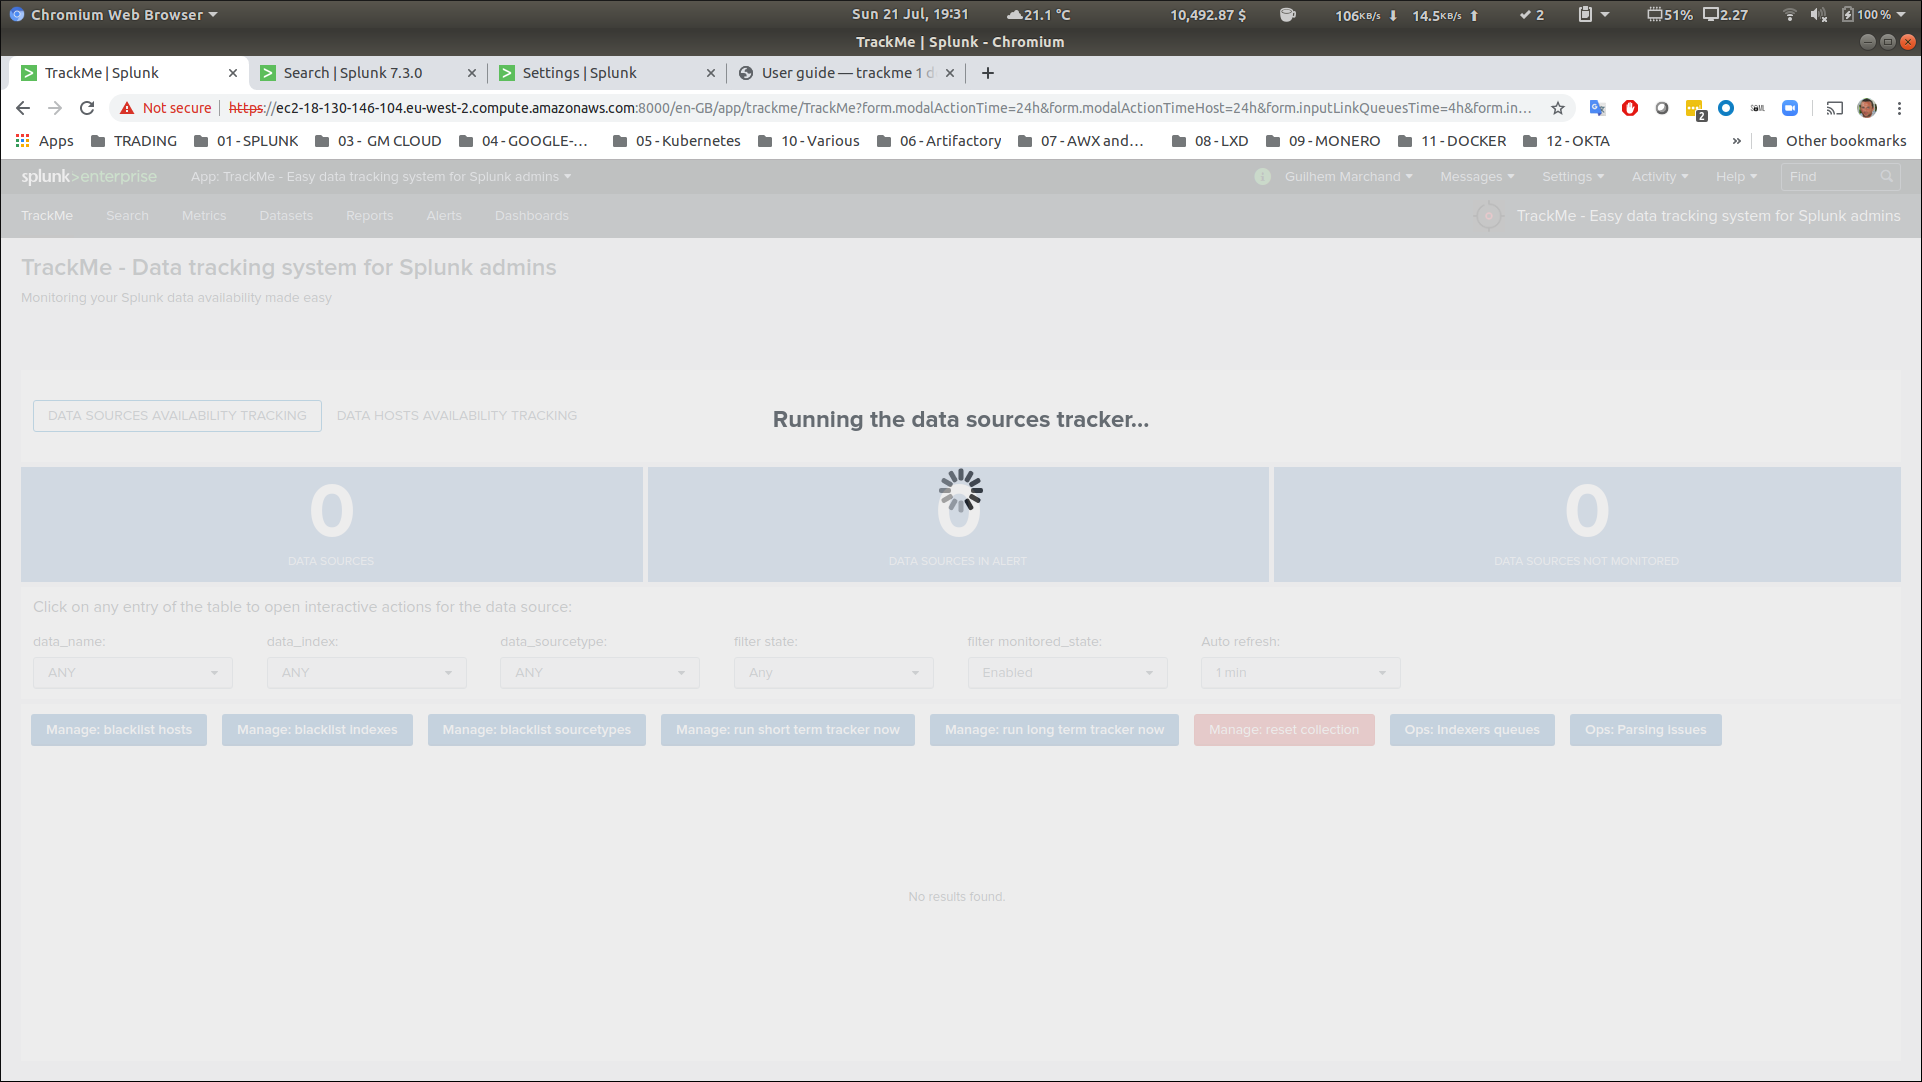 Chromium Web Browser
Sun 21 Jul, 19:31
21.1 °C
10,492.87 $
106KB/s
14.5KB/s
2
51%
2.27
100 %
TrackMe | Splunk - Chromium
TrackMe | Splunk
Search | Splunk 7.3.0
Settings | Splunk
User guide — trackme 1 d
Not secure
https://ec2-18-130-146-104.eu-west-2.compute.amazonaws.com:8000/en-GB/app/trackme/TrackMe?form.modalActionTime=24h&form.modalActionTimeHost=24h&form.inputLinkQueuesTime=4h&form.in...
2
Apps
TRADING
01 - SPLUNK
03 - GM CLOUD
04 - GOOGLE-...
05 - Kubernetes
10 - Various
06 - Artifactory
07 - AWX and...
08 - LXD
09 - MONERO
11 - DOCKER
12 - OKTA
»
Other bookmarks
splunk>enterprise
App: TrackMe - Easy data tracking system for Splunk admins
Guilhem Marchand
Messages
Settings
Activity
Help
Find
TrackMe
Search
Metrics
Datasets
Reports
Alerts
Dashboards
TrackMe - Easy data tracking system for Splunk admins
TrackMe - Data tracking system for Splunk admins
Monitoring your Splunk data availability made easy
DATA SOURCES AVAILABILITY TRACKING
DATA HOSTS AVAILABILITY TRACKING
Running the data sources tracker...
0
DATA SOURCES
0
DATA SOURCES IN ALERT
0
DATA SOURCES NOT MONITORED
Click on any entry of the table to open interactive actions for the data source:
data_name:
data_index:
data_sourcetype:
filter state:
filter monitored_state:
Auto refresh:
ANY
ANY
ANY
Any
Enabled
1 min
Manage: blacklist hosts
Manage: blacklist indexes
Manage: blacklist sourcetypes
Manage: run short term tracker now
Manage: run long term tracker now
Manage: reset collection
Ops: Indexers queues
Ops: Parsing issues
No results found.